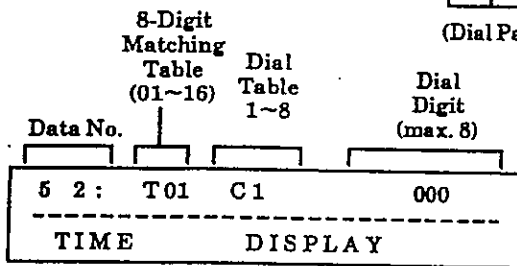 8-Digit
Matching
Table
(01~16)
Dial
Table
1~8
(Dial Pa
Dial
Digit
(max. 8)
Data No.
5 2: T01 C1 000
TIME DISPLAY